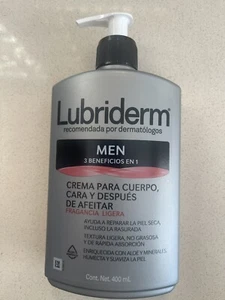 Lubriderm®
recomendada por dermatólogos
MEN
3 BENEFICIOS EN 1
CREMA PARA CUERPO,
CARA Y DESPUÉS
DE AFEITAR
FRAGANCIA LIGERA
AYUDA A REPARAR LA PIEL SECA,
INCLUSO LA RASURADA
TEXTURA LIGERA, NO GRASOSA
Y DE RÁPIDA ABSORCIÓN
ENRIQUECIDA CON ALOE Y MINERALES,
HUMECTA Y SUAVIZA LA PIEL
Cont. Net. 400 mL